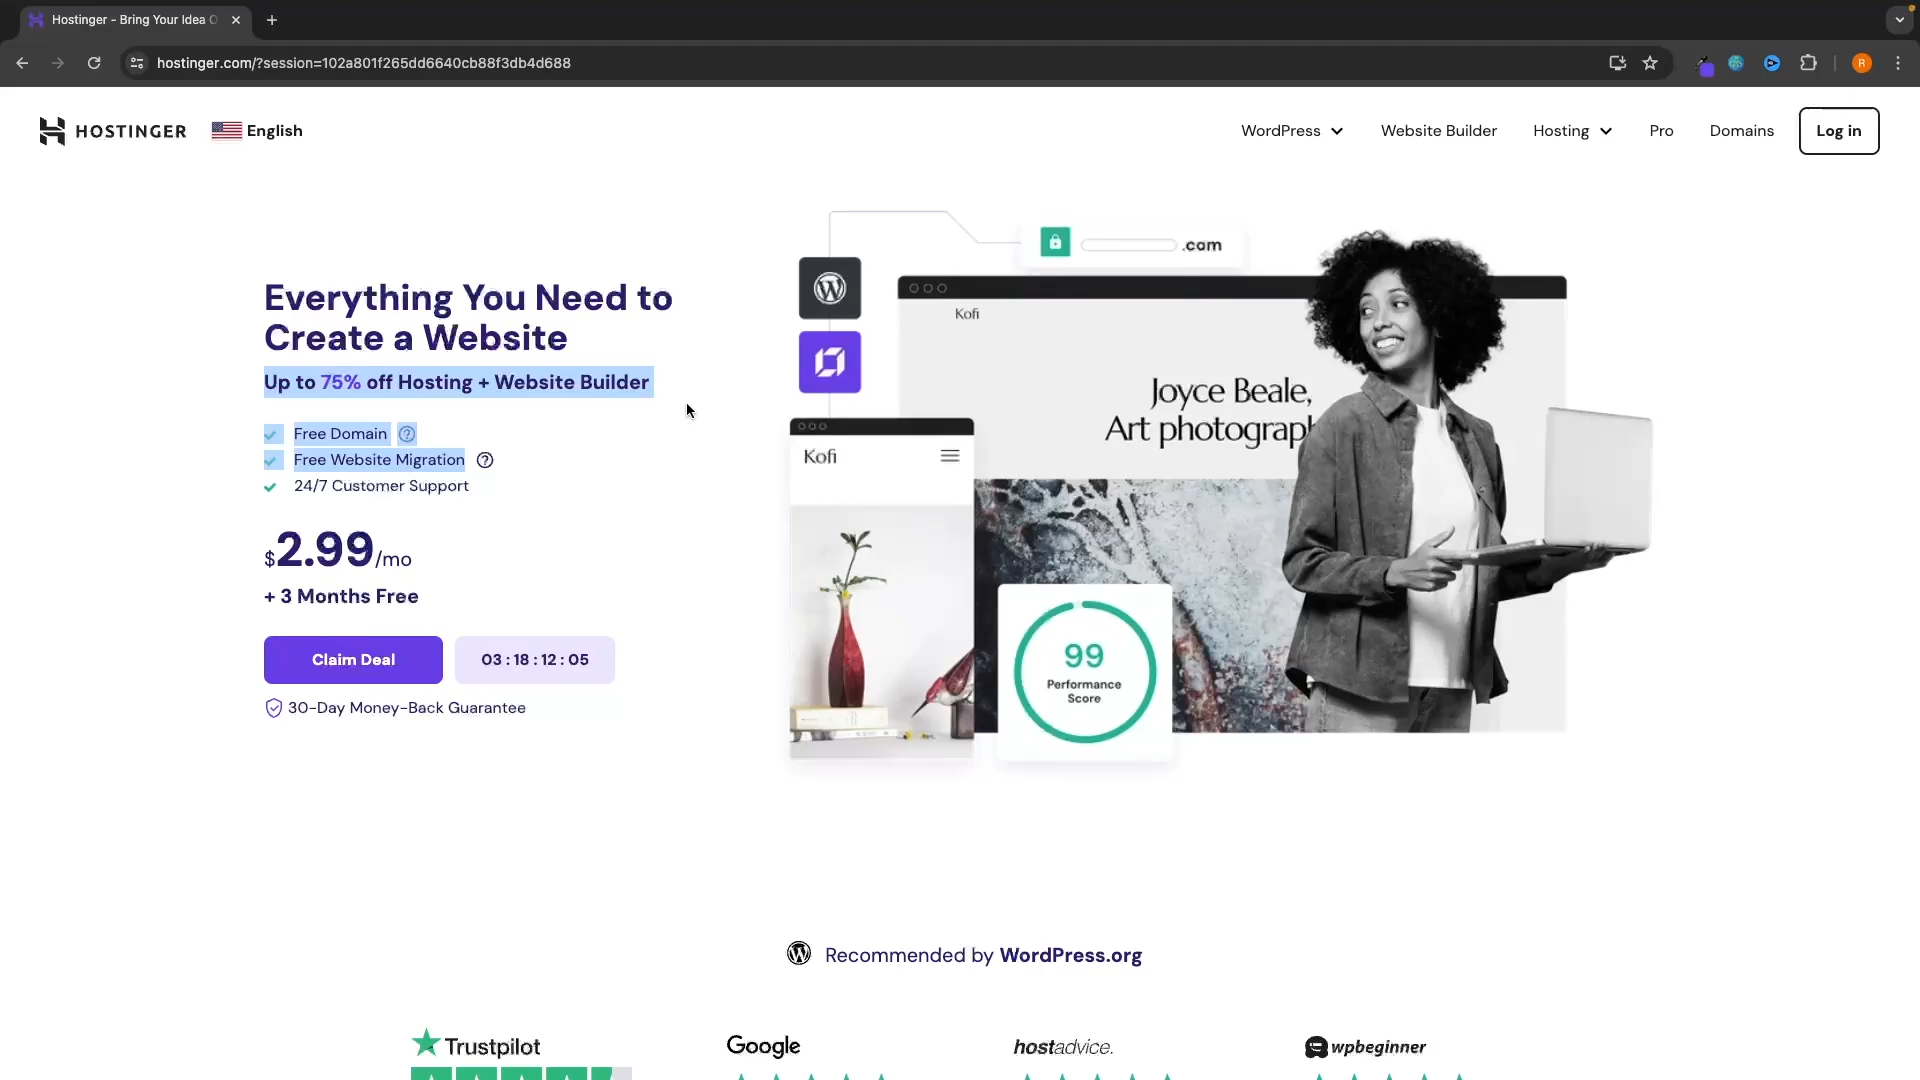 Hostinger - Bring Your Idea O
hostinger.com/?session=102a801f265dd6640cb88f3db4d688
R
HOSTINGER
English
WordPress
Website Builder
Hosting
Pro
Domains
Log in
Everything You Need to
Create a Website
Up to 75% off Hosting + Website Builder
Free Domain
Free Website Migration
24/7 Customer Support
$2.99/mo
+ 3 Months Free
Claim Deal
03 : 18 : 12 : 05
30-Day Money-Back Guarantee
.com
Kofi
Joyce Beale,
Art photograph
Kofi
99
Performance
Score
Recommended by WordPress.org
Trustpilot
Google
hostadvice.
wpbeginner